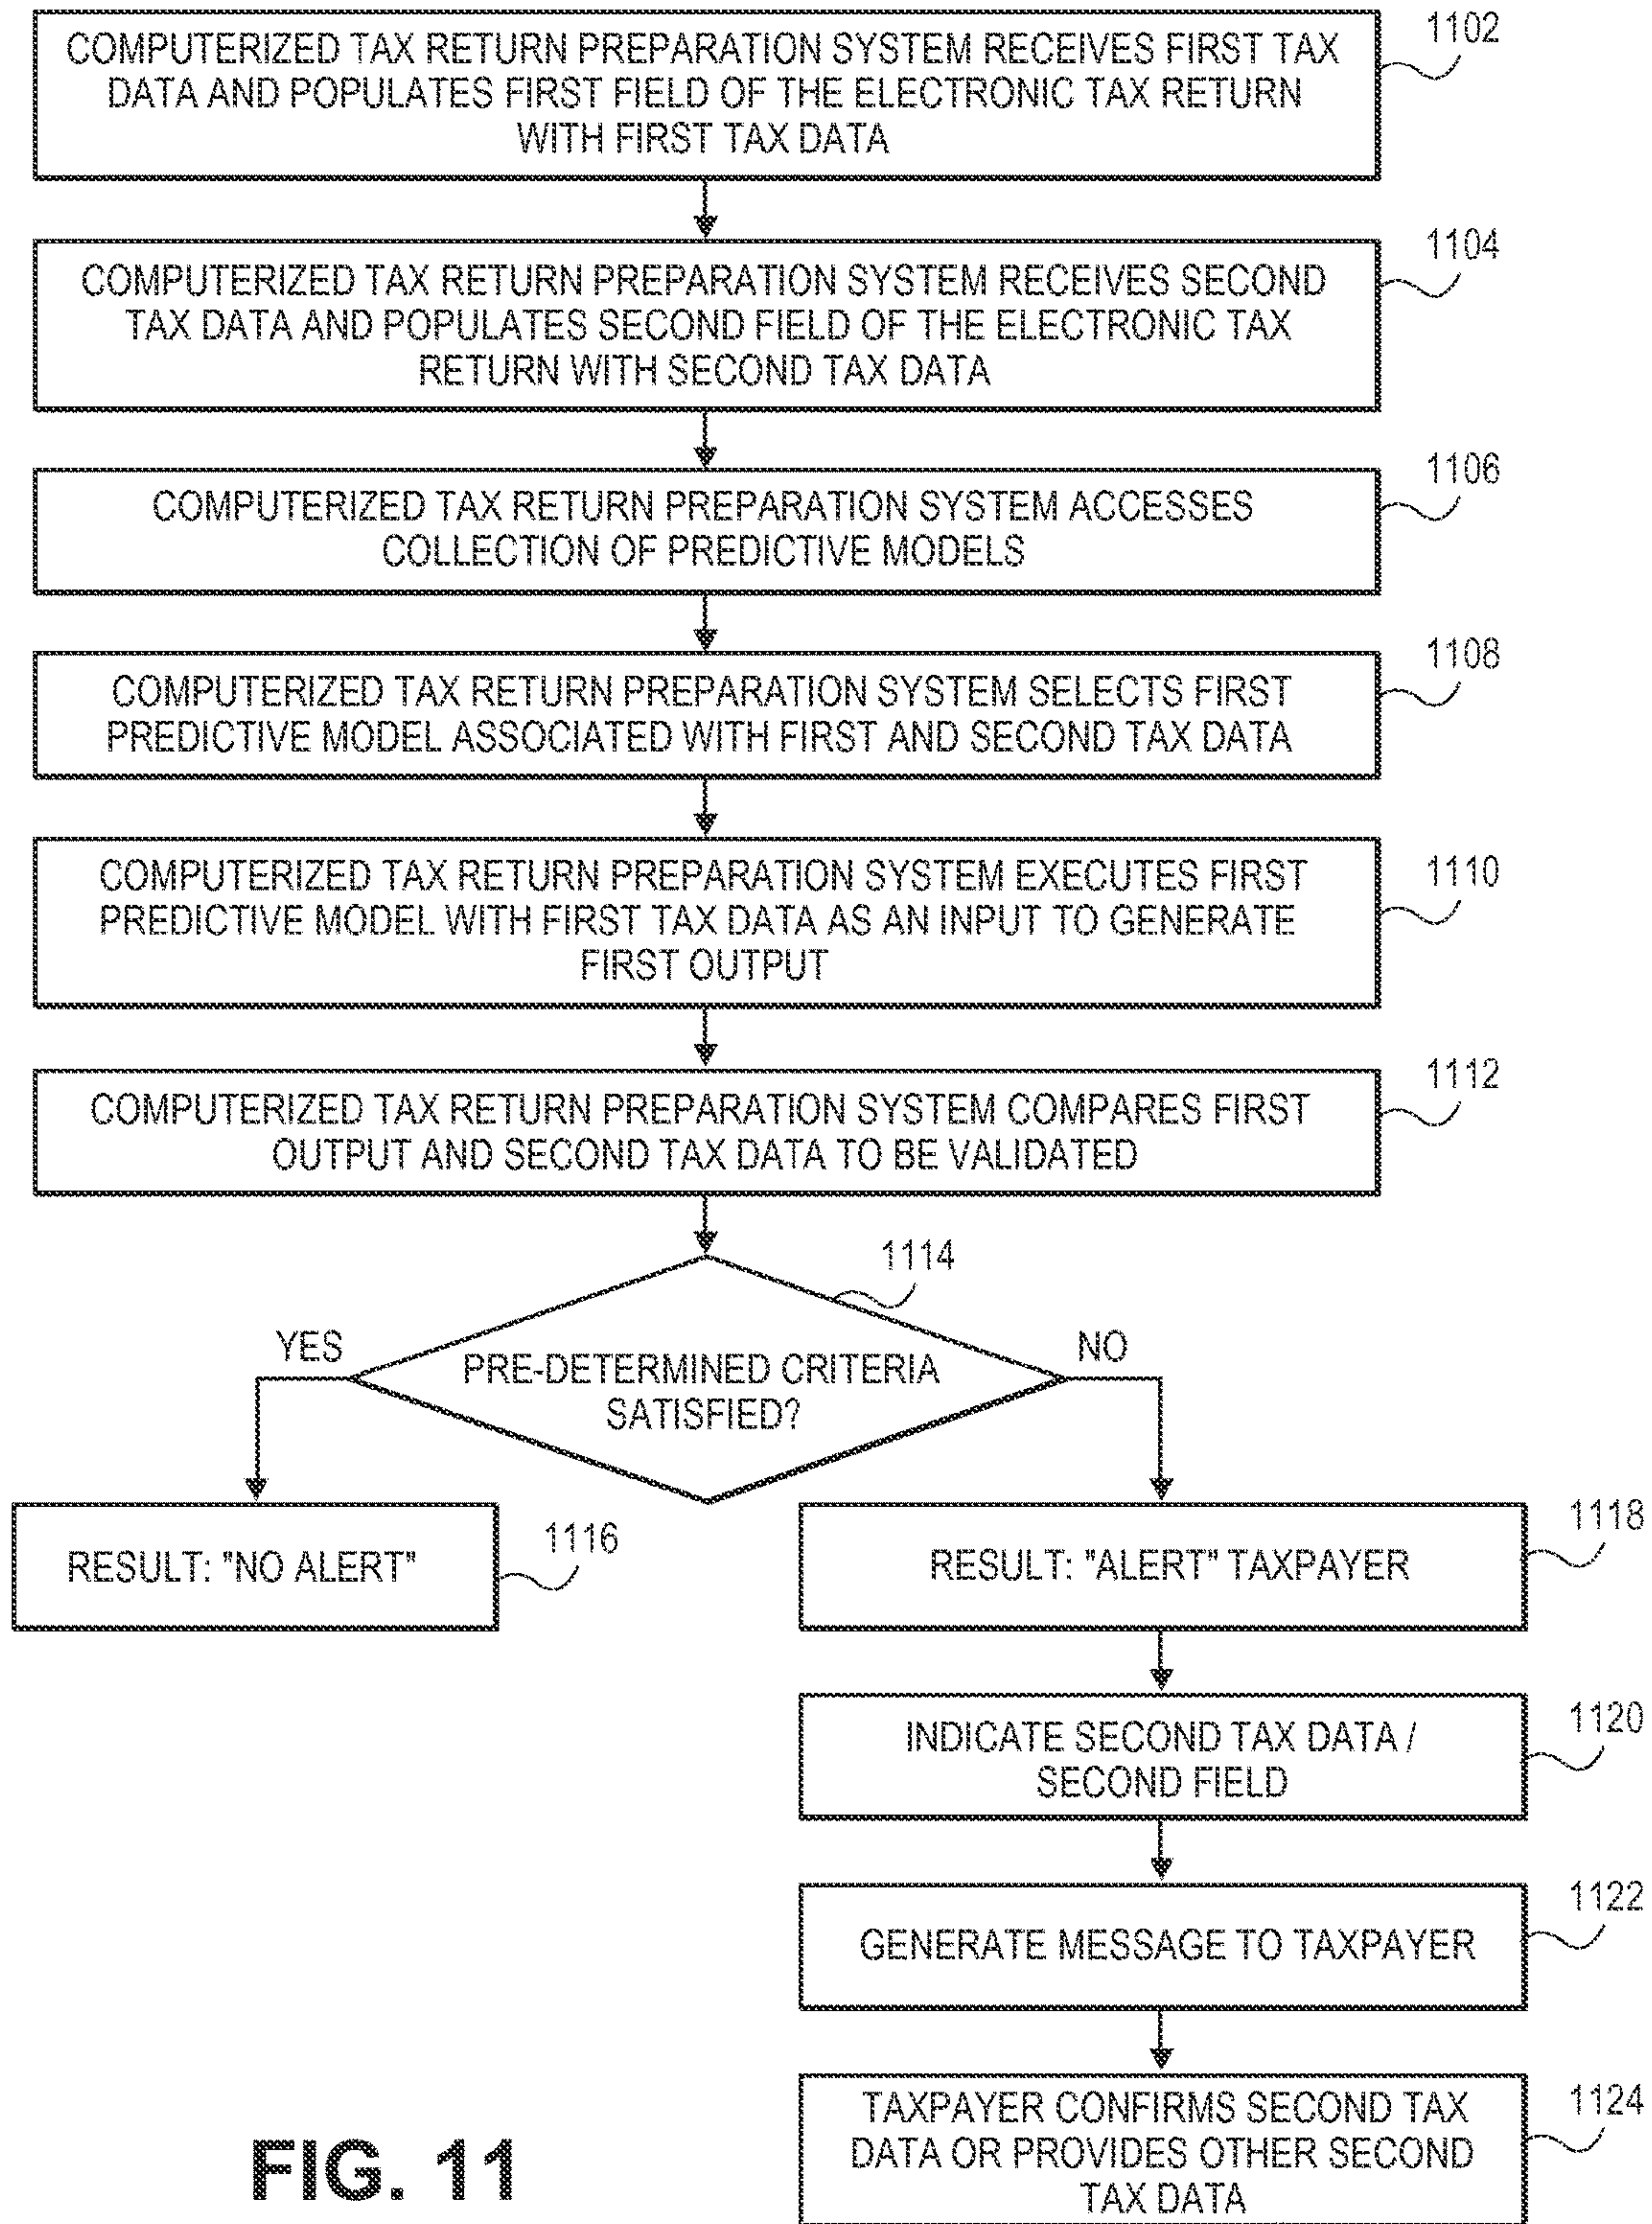 COMPUTERIZED TAX RETURN PREPARATION SYSTEM RECEIVES FIRST TAX
DATA AND POPULATES FIRST FIELD OF THE ELECTRONIC TAX RETURN
WITH FIRST TAX DATA
1102
COMPUTERIZED TAX RETURN PREPARATION SYSTEM RECEIVES SECOND
TAX DATA AND POPULATES SECOND FIELD OF THE ELECTRONIC TAX
RETURN WITH SECOND TAX DATA
1104
COMPUTERIZED TAX RETURN PREPARATION SYSTEM ACCESSES
COLLECTION OF PREDICTIVE MODELS
1106
COMPUTERIZED TAX RETURN PREPARATION SYSTEM SELECTS FIRST
PREDICTIVE MODEL ASSOCIATED WITH FIRST AND SECOND TAX DATA
1108
COMPUTERIZED TAX RETURN PREPARATION SYSTEM EXECUTES FIRST
PREDICTIVE MODEL WITH FIRST TAX DATA AS AN INPUT TO GENERATE
FIRST OUTPUT
1110
COMPUTERIZED TAX RETURN PREPARATION SYSTEM COMPARES FIRST
OUTPUT AND SECOND TAX DATA TO BE VALIDATED
1112
1114
YES
PRE-DETERMINED CRITERIA
SATISFIED?
NO
RESULT: "NO ALERT"
1116
RESULT: "ALERT" TAXPAYER
1118
INDICATE SECOND TAX DATA /
SECOND FIELD
1120
GENERATE MESSAGE TO TAXPAYER
1122
TAXPAYER CONFIRMS SECOND TAX
DATA OR PROVIDES OTHER SECOND
TAX DATA
1124
FIG. 11